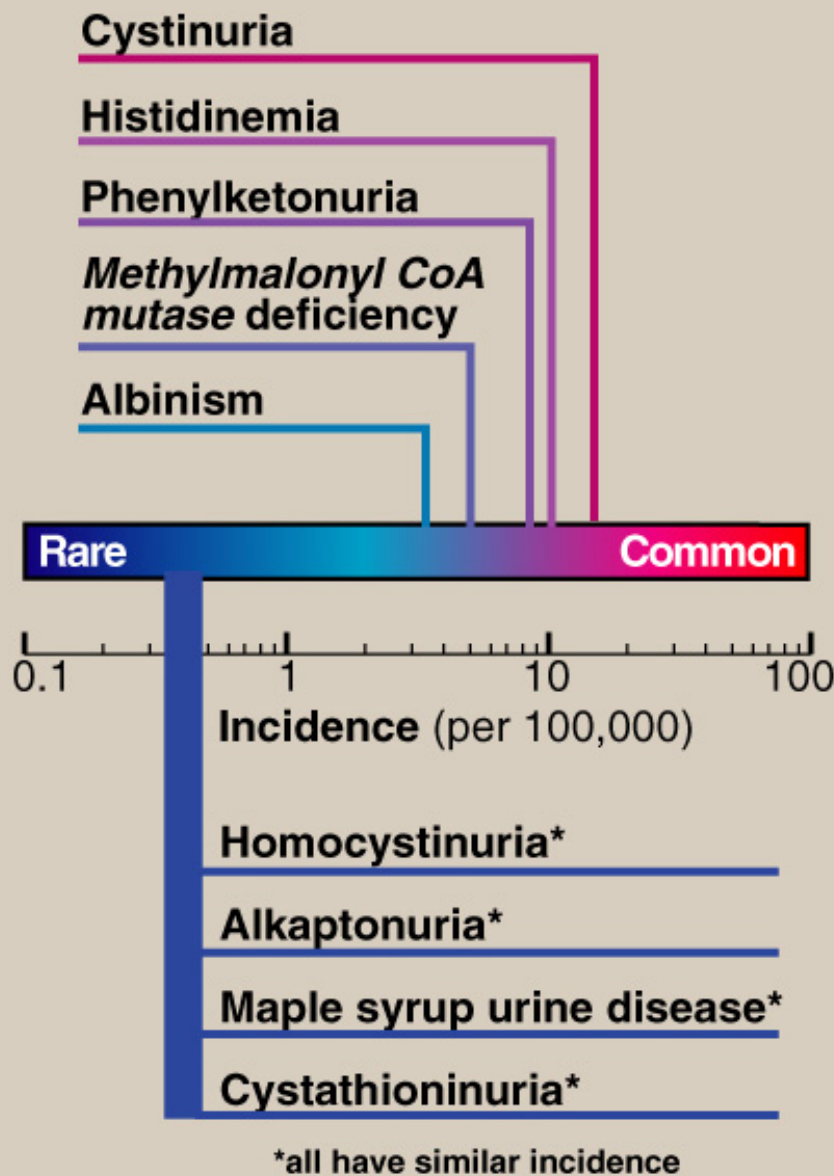 Cystinuria
Histidinemia
Phenylketonuria
Methylmalonyl CoA
mutase deficiency
Albinism
Rare
Common
0.1
1
10
100
Incidence (per 100,000)
Homocystinuria*
Alkaptonuria*
Maple syrup urine disease*
Cystathioninuria*
*all have similar incidence